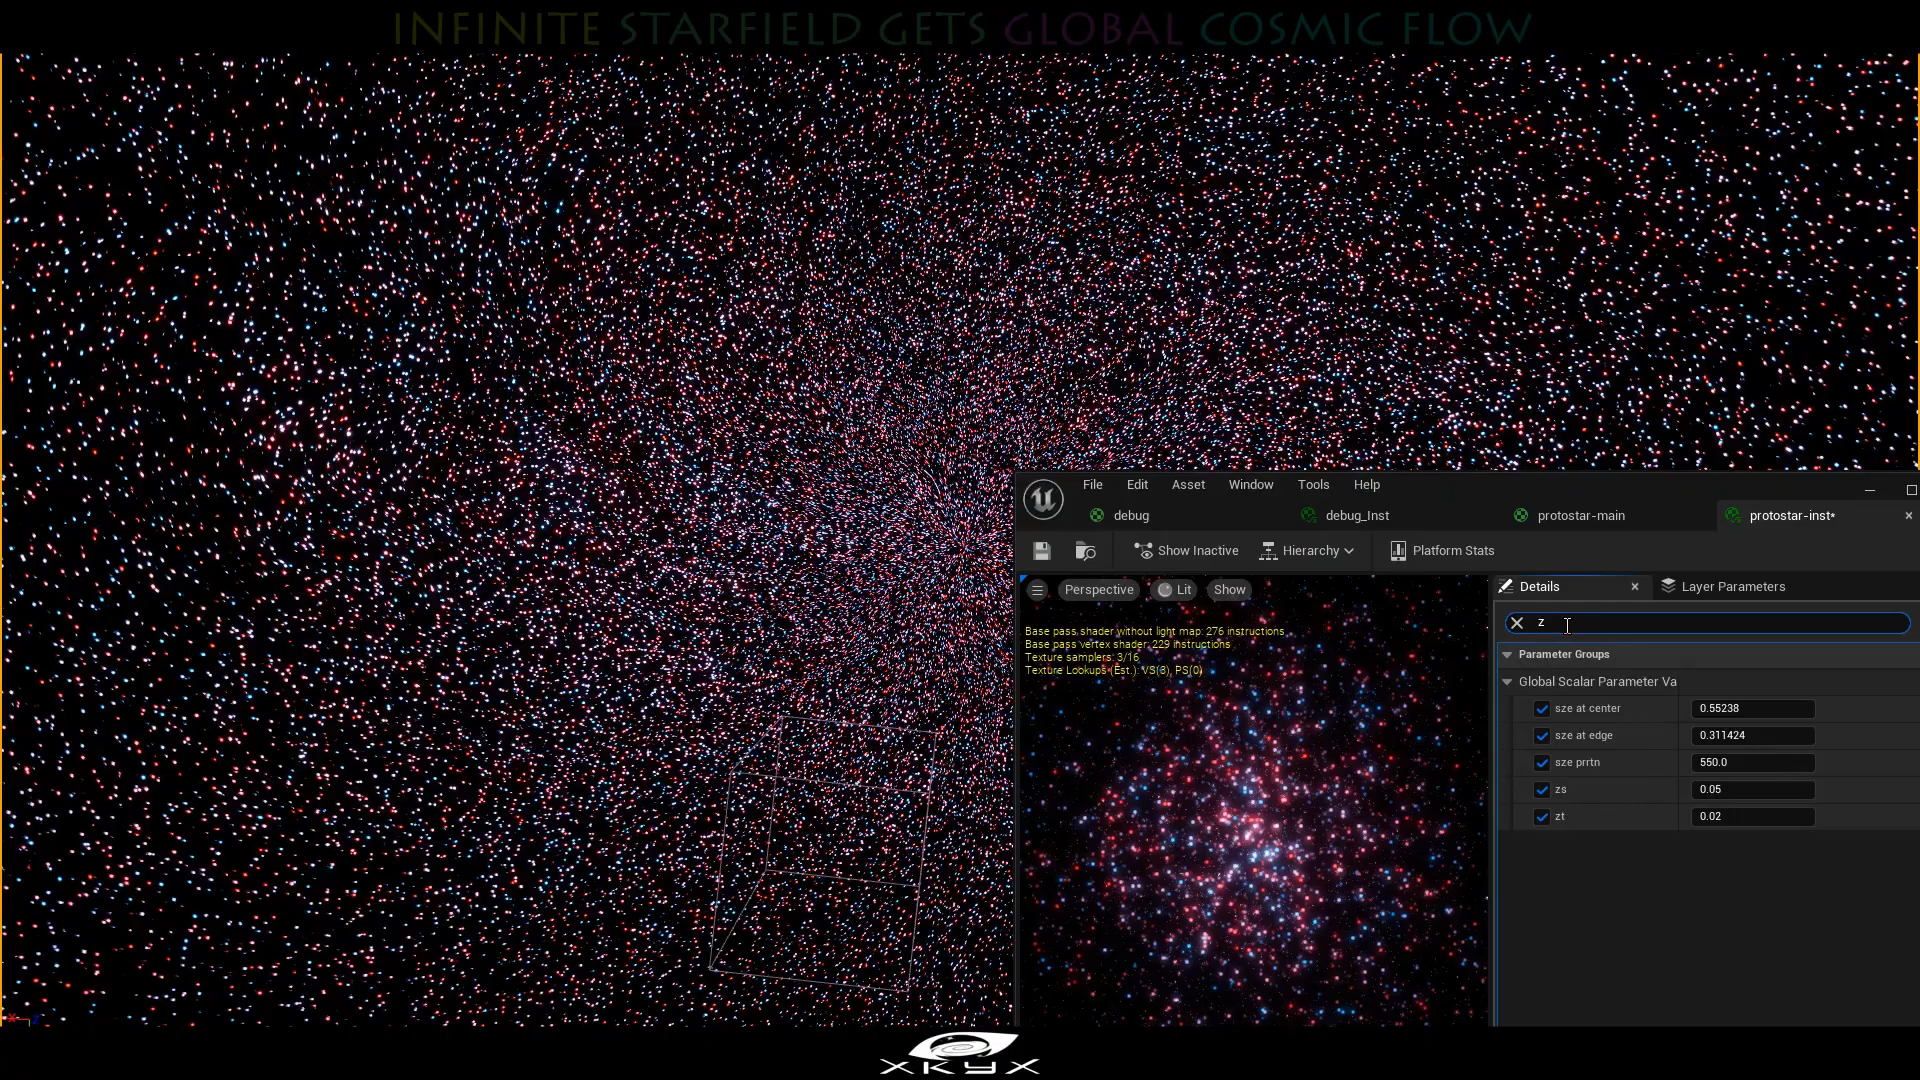 INFINITE STARFIELD GETS GLOBAL COSMIC FLOW
File Edit Asset Window Tools Help
debug debug_Inst protostar-main protostar-inst*
Show Inactive Hierarchy Platform Stats
Perspective Lit Show
Details Layer Parameters
z
Base pass shader without light map: 276 instructions
Base pass vertex shader: 229 instructions
Texture samplers: 3/16
Texture Lookups (Est.): VS(3), PS(0)
Parameter Groups
Global Scalar Parameter Va
sze at center 0.55238
sze at edge 0.311424
sze prrtn 550.0
zs 0.05
zt 0.02
XKYX